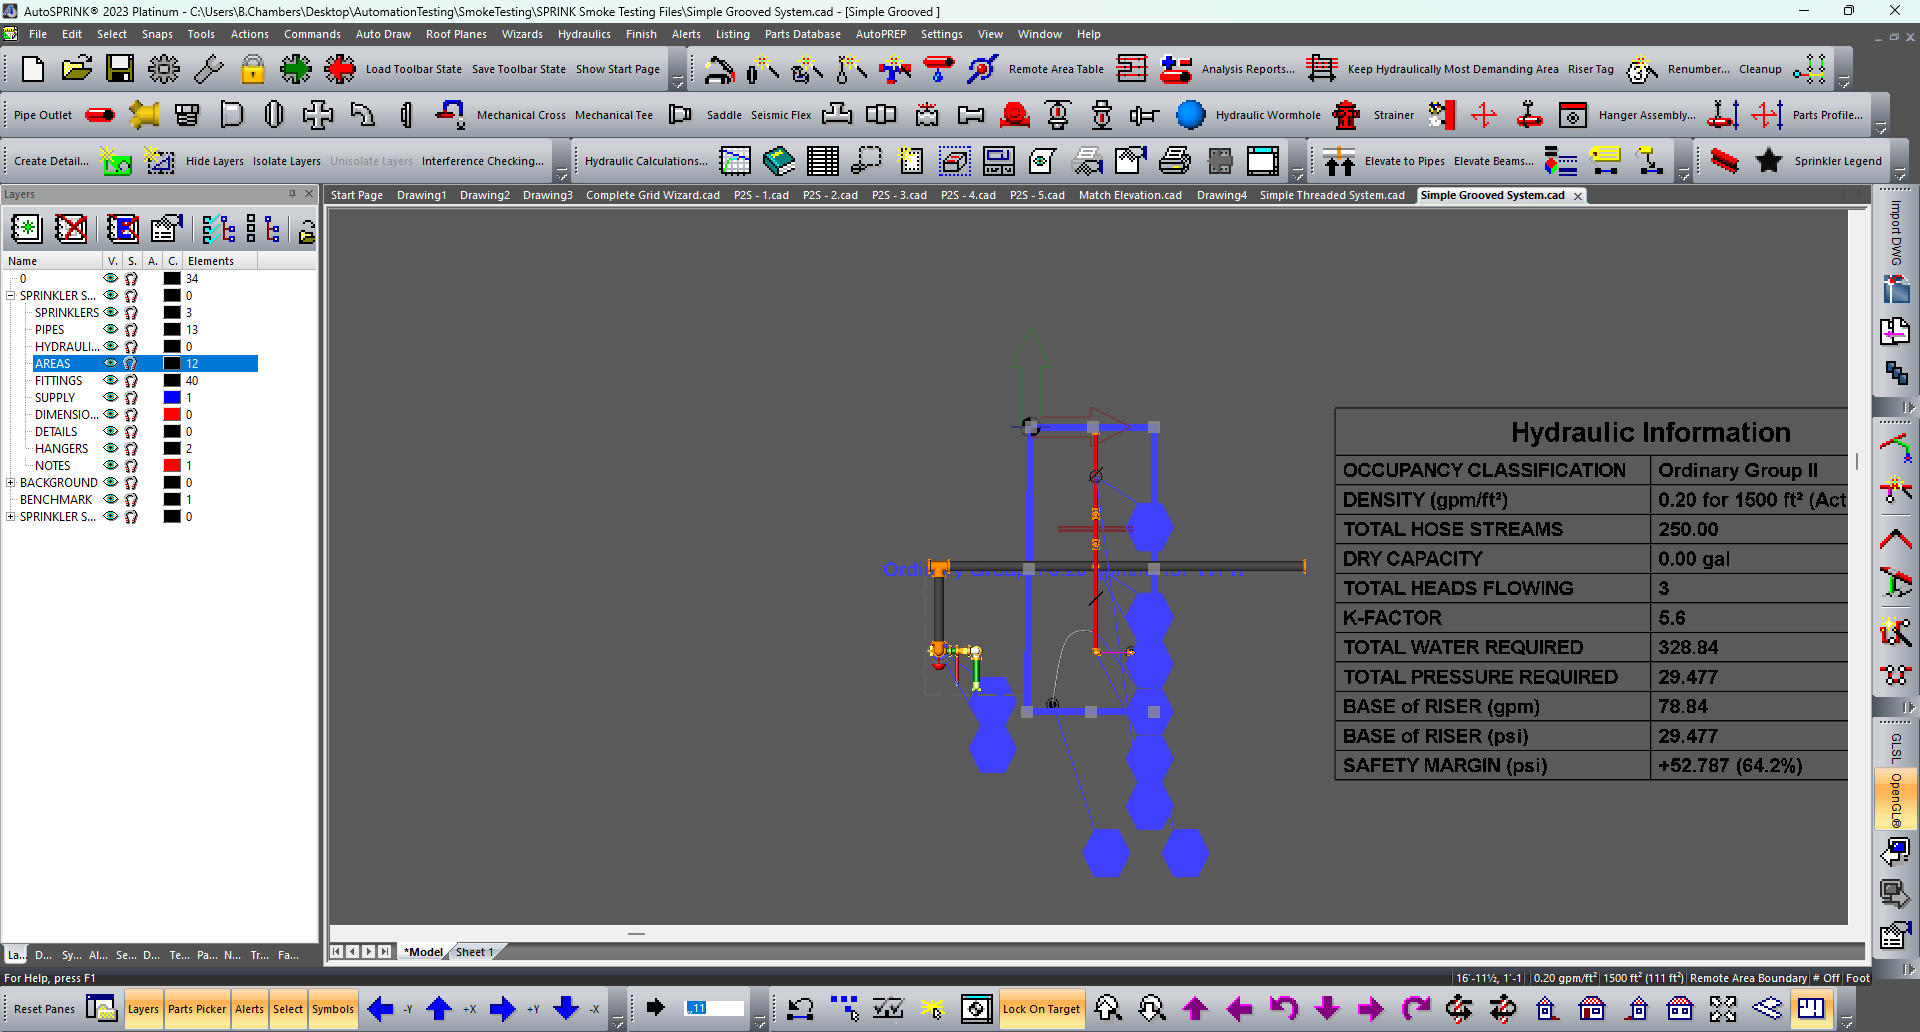 AutoSPRINK® 2023 Platinum - C:\Users\B.Chambers\Desktop\AutomationTesting\SmokeTesting\SPRINK Smoke Testing Files\Simple Grooved System.cad - [Simple Grooved ]
File Edit Select Snaps Tools Actions Commands Auto Draw Roof Planes Wizards Hydraulics Finish Alerts Listing Parts Database AutoPREP Settings View Window Help
Load Toolbar State Save Toolbar State Show Start Page Remote Area Table Analysis Reports... Keep Hydraulically Most Demanding Area Riser Tag Renumber... Cleanup
Pipe Outlet Mechanical Cross Mechanical Tee Saddle Seismic Flex Hydraulic Wormhole Strainer Hanger Assembly... Parts Profile...
Create Detail... Hide Layers Isolate Layers Unisolate Layers Interference Checking... Hydraulic Calculations... Elevate to Pipes Elevate Beams... Sprinkler Legend
Layers
Start Page Drawing1 Drawing2 Drawing3 Complete Grid Wizard.cad P2S - 1.cad P2S - 2.cad P2S - 3.cad P2S - 4.cad P2S - 5.cad Match Elevation.cad Drawing4 Simple Threaded System.cad Simple Grooved System.cad
Name V. S. A. C. Elements
0 34
SPRINKLER S... 0
SPRINKLERS 3
PIPES 13
HYDRAULI... 0
AREAS 12
FITTINGS 40
SUPPLY 1
DIMENSIO... 0
DETAILS 0
HANGERS 2
NOTES 1
BACKGROUND 0
BENCHMARK 1
SPRINKLER S... 0
Hydraulic Information
OCCUPANCY CLASSIFICATION Ordinary Group II
DENSITY (gpm/ft²) 0.20 for 1500 ft² (Act
TOTAL HOSE STREAMS 250.00
DRY CAPACITY 0.00 gal
TOTAL HEADS FLOWING 3
K-FACTOR 5.6
TOTAL WATER REQUIRED 328.84
TOTAL PRESSURE REQUIRED 29.477
BASE of RISER (gpm) 78.84
BASE of RISER (psi) 29.477
SAFETY MARGIN (psi) +52.787 (64.2%)
Import DWG
GLSL
OpenGL®
*Model Sheet 1
La... D... Sy... Al... Se... D... Te... Pa... N... Tr... Fa...
For Help, press F1
16'-11½, 1'-1 0.20 gpm/ft² 1500 ft² (111 ft²) Remote Area Boundary # Off Foot
Reset Panes Layers Parts Picker Alerts Select Symbols -Y +X +Y -X ,,11 Lock On Target